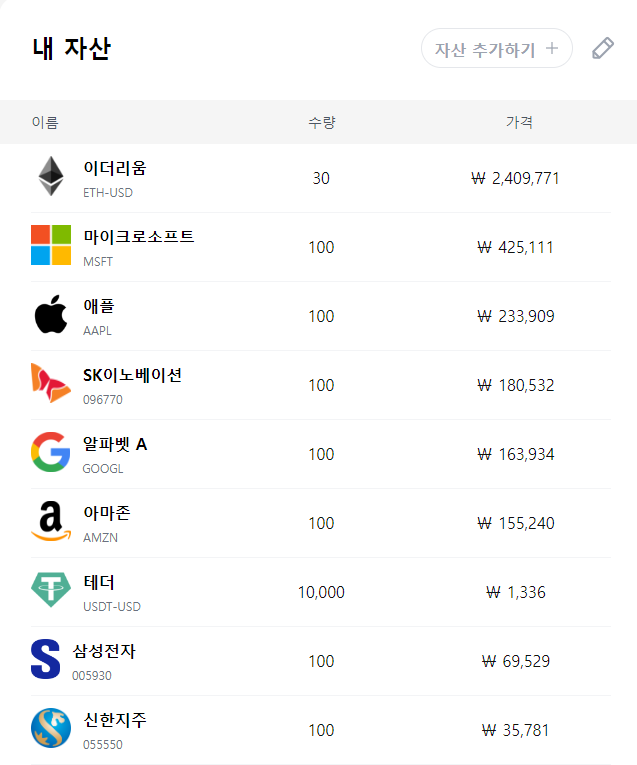 내 자산
자산 추가하기 +
이름 수량 가격
이더리움
ETH-USD
30
₩ 2,409,771
마이크로소프트
MSFT
100
₩ 425,111
애플
AAPL
100
₩ 233,909
SK이노베이션
096770
100
₩ 180,532
알파벳 A
GOOGL
100
₩ 163,934
아마존
AMZN
100
₩ 155,240
테더
USDT-USD
10,000
₩ 1,336
삼성전자
005930
100
₩ 69,529
신한지주
055550
100
₩ 35,781